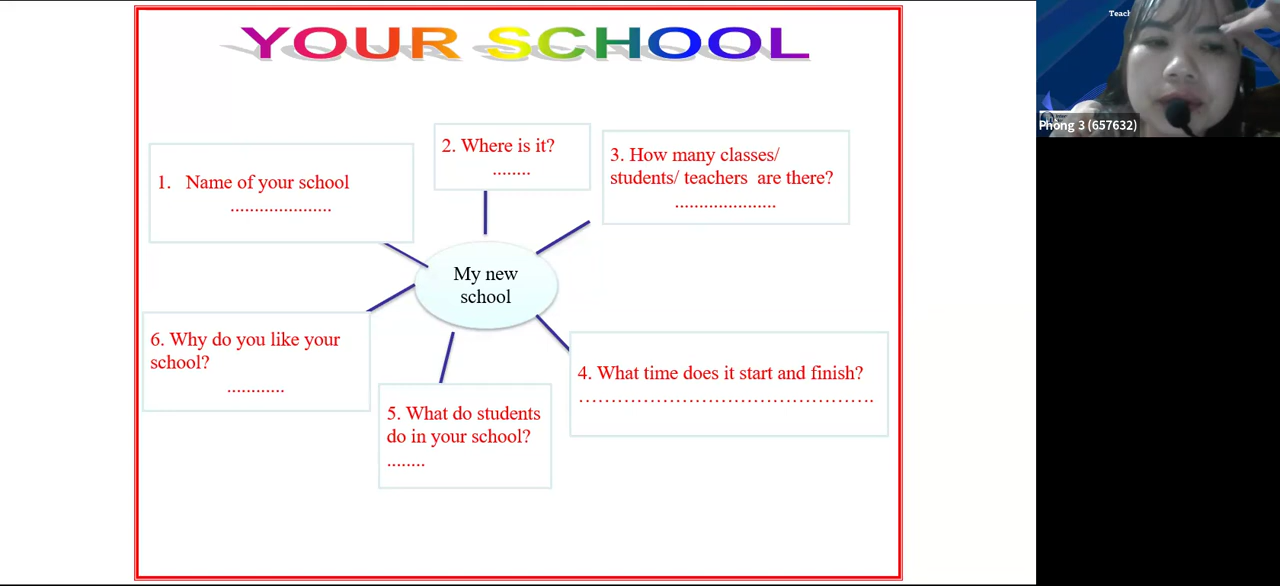 YOUR SCHOOL
1. Name of your school
.....................
2. Where is it?
........
3. How many classes/
students/ teachers are there?
.....................
My new
school
4. What time does it start and finish?
……………………………………….
5. What do students
do in your school?
........
6. Why do you like your
school?
............
Phong 3 (657632)